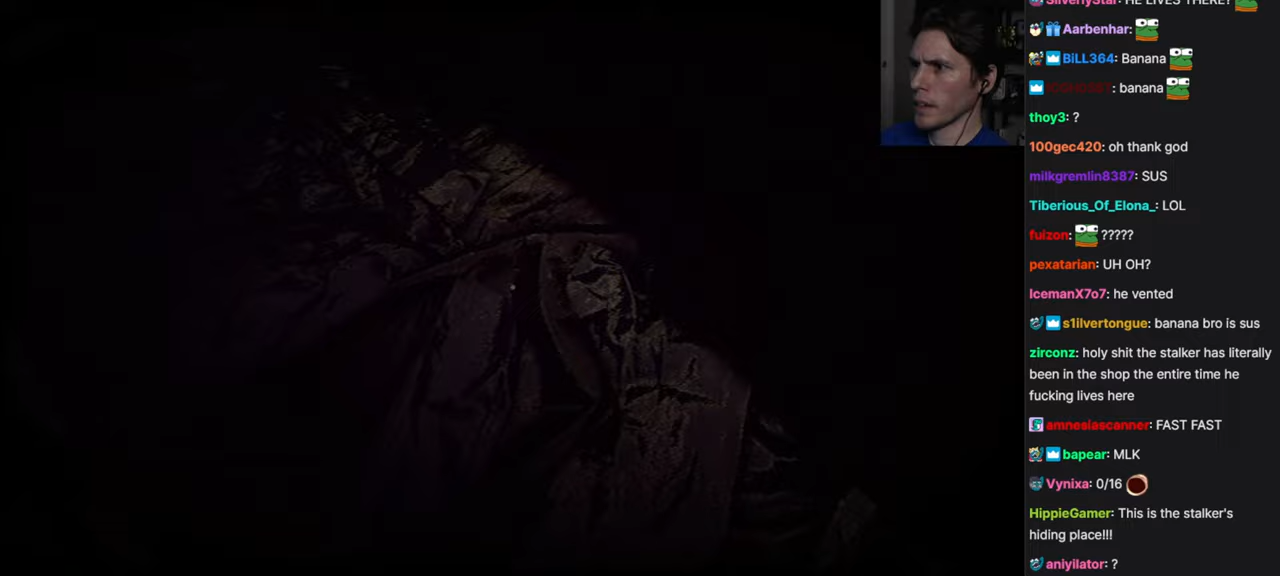 SilverlyStar: HE LIVES THERE?
Aarbenhar:
BiLL364: Banana
: banana
thoy3: ?
100gec420: oh thank god
milkgremlin8387: SUS
Tiberious_Of_Elona_: LOL
fuizon: ?????
pexatarian: UH OH?
IcemanX7o7: he vented
s1ilvertongue: banana bro is sus
zirconz: holy shit the stalker has literally
been in the shop the entire time he
fucking lives here
amnesiascanner: FAST FAST
bapear: MLK
Vynixa: 0/16
HippieGamer: This is the stalker's
hiding place!!!
aniyilator: ?